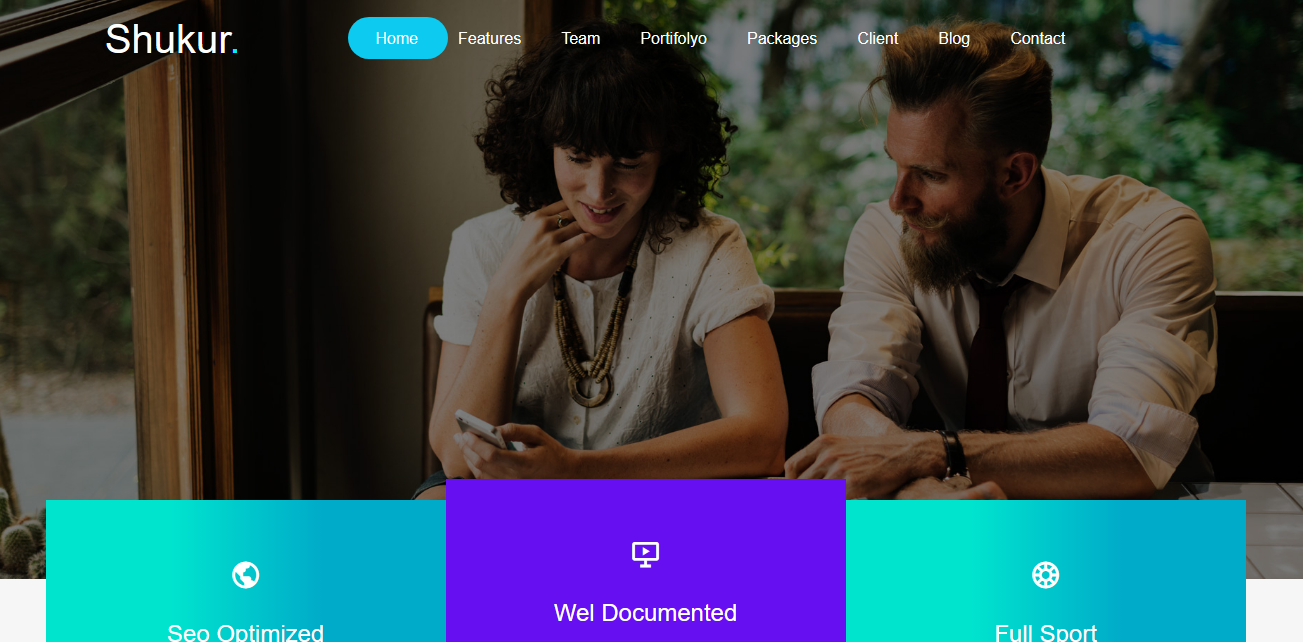 Shukur.
Home Features Team Portifolyo Packages Client Blog Contact
Wel Documented
Seo Optimized
Full Sport